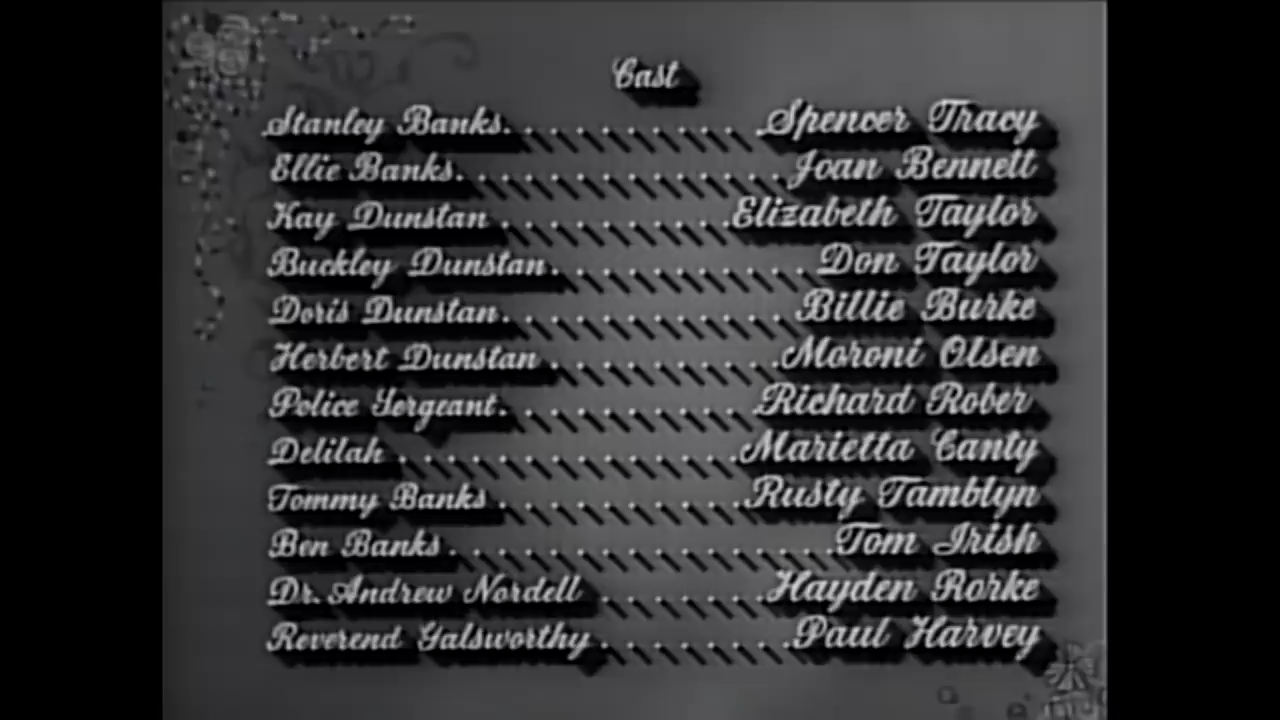 Cast
Stanley Banks. . . . . . . . . . .Spencer Tracy
Ellie Banks. . . . . . . . . . . . . .Joan Bennett
Kay Dunstan . . . . . . . . . .Elizabeth Taylor
Buckley Dunstan. . . . . . . . . . .Don Taylor
Doris Dunstan. . . . . . . . . . . .Billie Burke
Herbert Dunstan . . . . . . . . . .Moroni Olsen
Police Sergeant. . . . . . . . . . .Richard Rober
Delilah . . . . . . . . . . . . . .Marietta Canty
Tommy Banks . . . . . . . . . .Rusty Tamblyn
Ben Banks . . . . . . . . . . . . . . . .Tom Irish
Dr. Andrew Nordell . . . . . . .Hayden Rorke
Reverend Galsworthy . . . . . . . .Paul Harvey